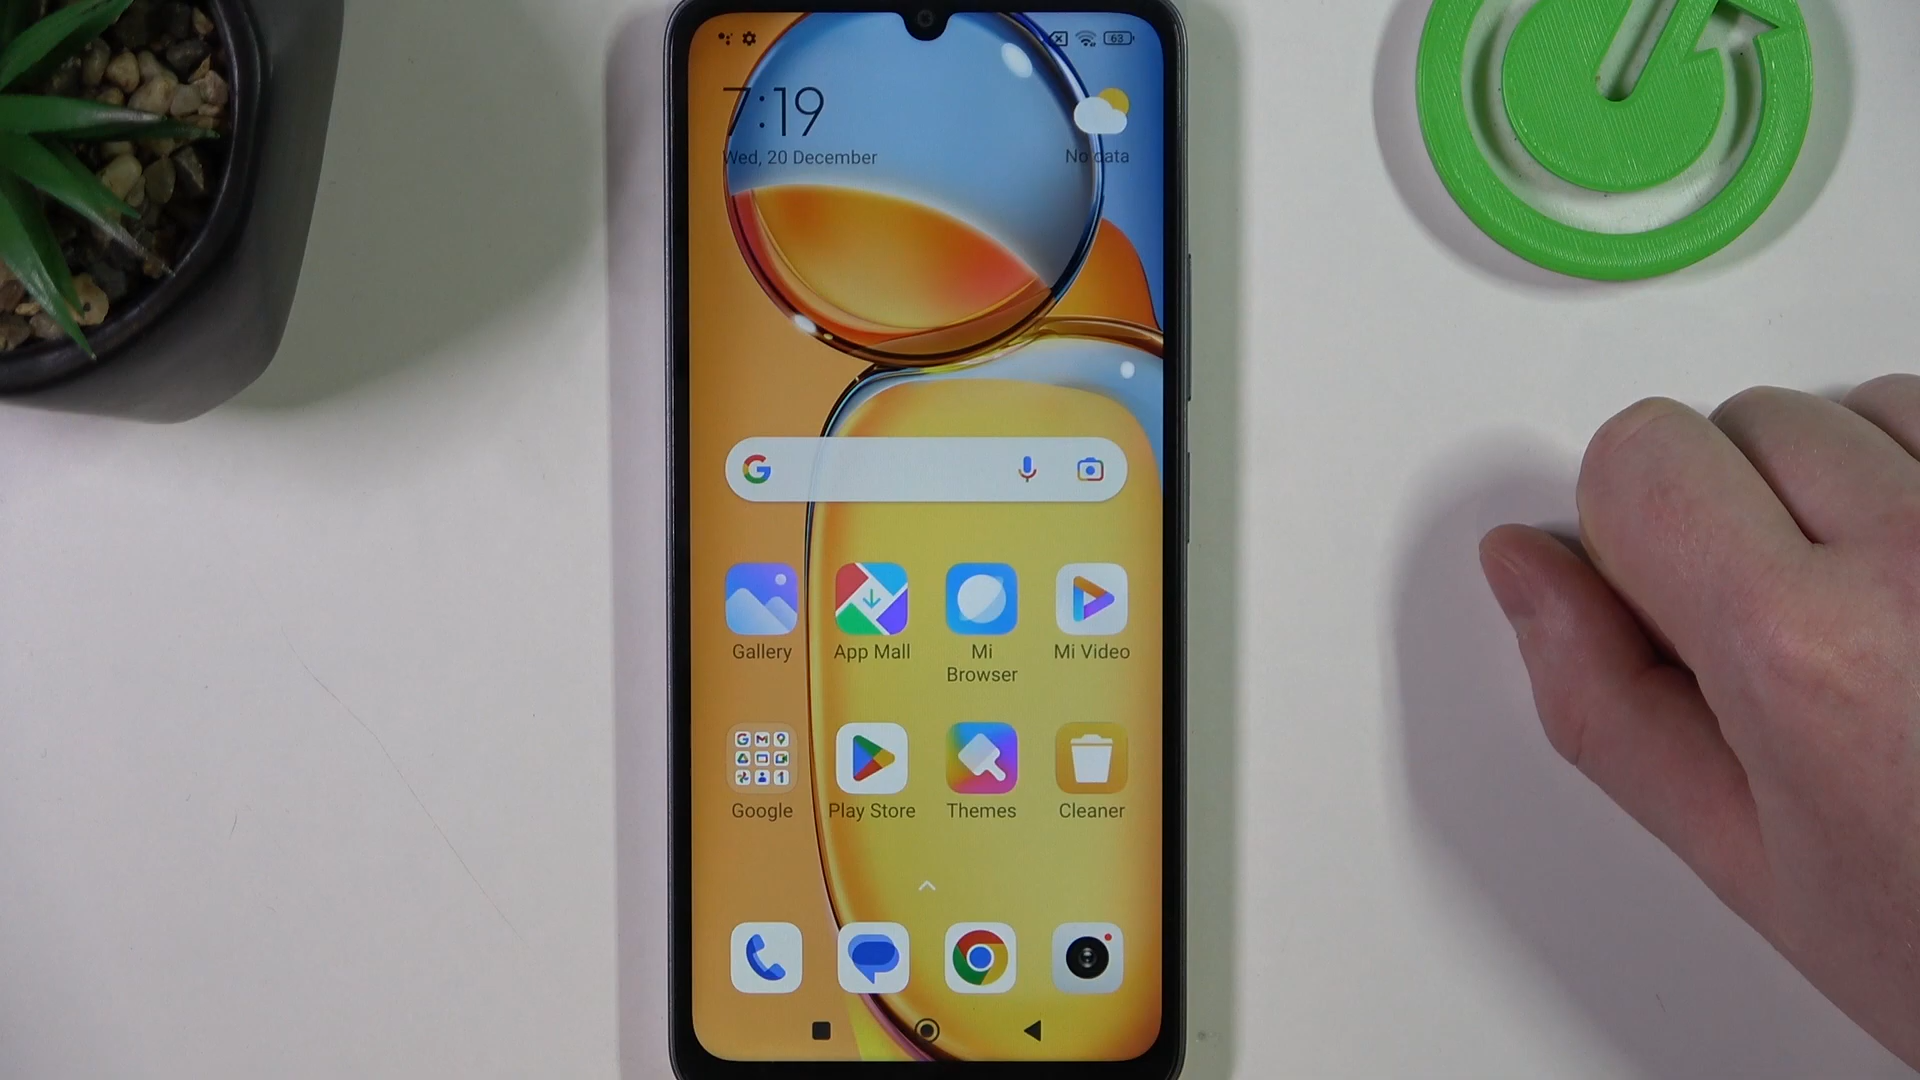 63
7:19
Wed, 20 December
No data
Gallery
App Mall
Mi
Browser
Mi Video
Google
Play Store
Themes
Cleaner